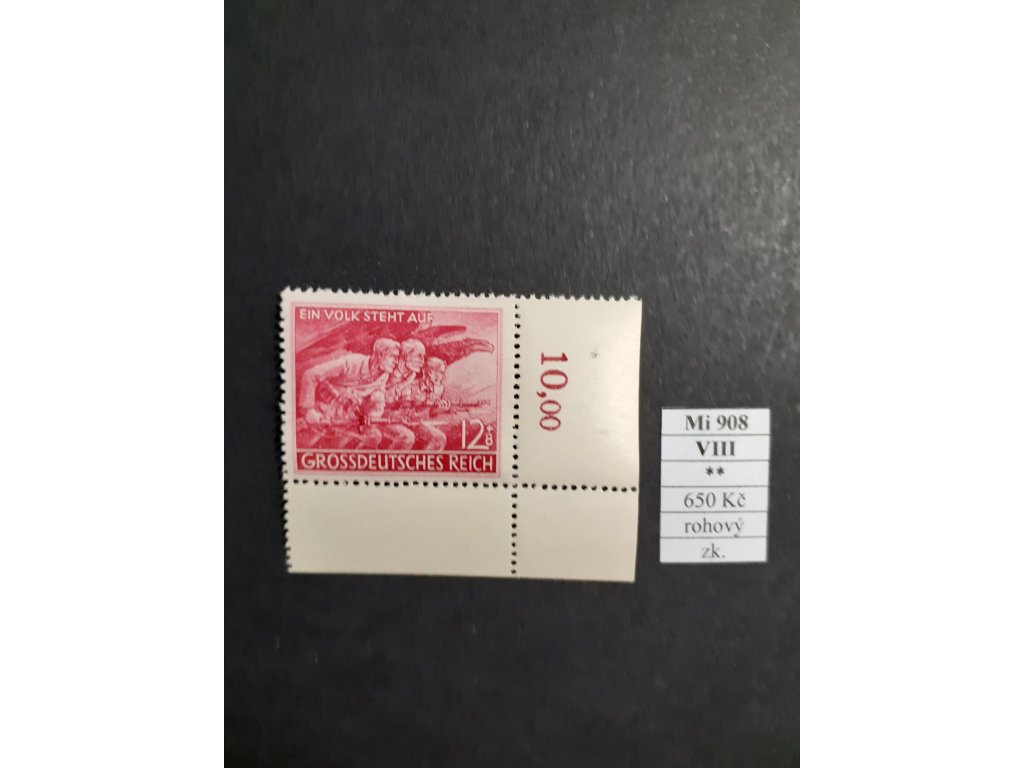 EIN VOLK STEHT AUF
12+8
GROSSDEUTSCHES REICH
10,00
Mi 908
VIII
**
650 Kč
rohový
zk.